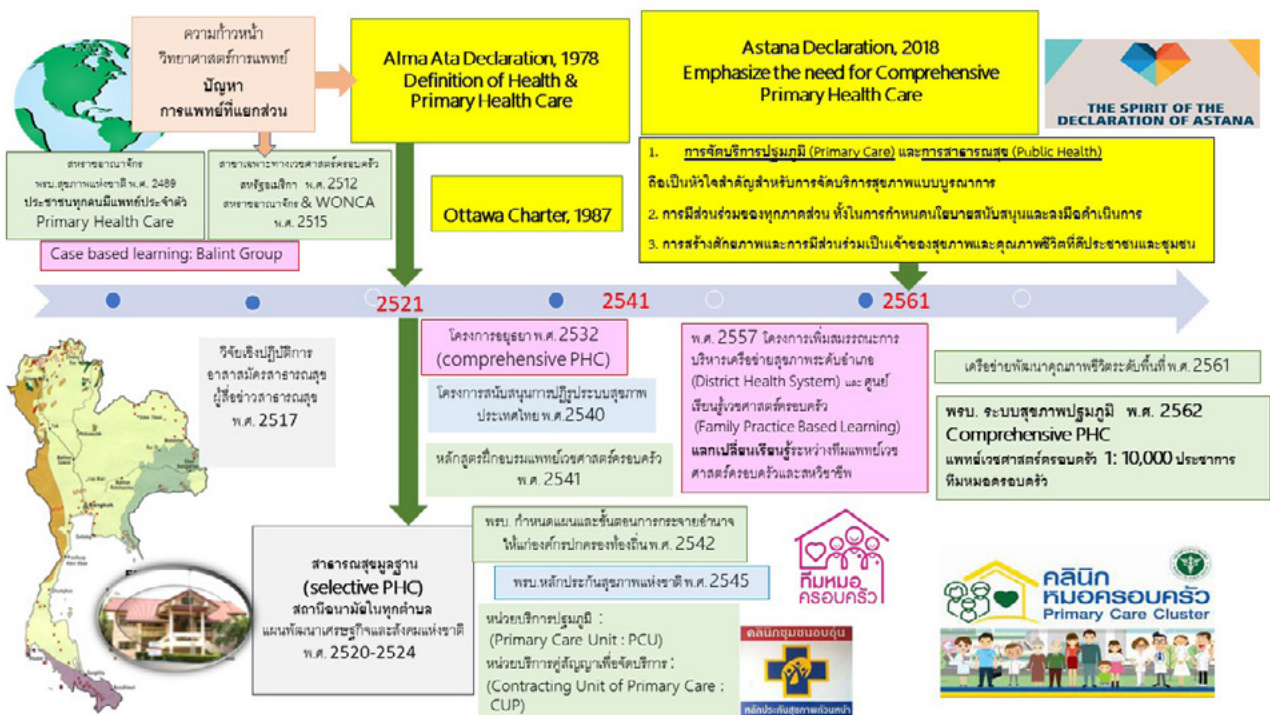 ความก้าวหน้า
วิทยาศาสตร์การแพทย์
ปัญหา
การแพทย์ที่แยกส่วน
Alma Ata Declaration, 1978
Definition of Health &
Primary Health Care
Astana Declaration, 2018
Emphasize the need for Comprehensive
Primary Health Care
THE SPIRIT OF THE
DECLARATION OF ASTANA
สหราชอาณาจักร
พรบ.สุขภาพแห่งชาติ พ.ศ. 2489
ประชาชนทุกคนมีแพทย์ประจำตัว
Primary Health Care
สาขาเฉพาะทางเวชศาสตร์ครอบครัว
สหรัฐอเมริกา พ.ศ. 2512
สหราชอาณาจักร & WONCA
พ.ศ. 2515
Case based learning: Balint Group
Ottawa Charter, 1987
1. การจัดบริการปฐมภูมิ (Primary Care) และการสาธารณสุข (Public Health)
ถือเป็นหัวใจสำคัญสำหรับการจัดบริการสุขภาพแบบบูรณาการ
2. การมีส่วนร่วมของทุกภาคส่วน ทั้งในการกำหนดนโยบายสนับสนุนและลงมือดำเนินการ
3. การสร้างศักยภาพและการมีส่วนร่วมเป็นเจ้าของสุขภาพและคุณภาพชีวิตที่ดีประชาชนและชุมชน
2521
2541
2561
วิจัยเชิงปฏิบัติการ
อาสาสมัครสาธารณสุข
ผู้สื่อข่าวสาธารณสุข
พ.ศ. 2517
โครงการอยุธยา พ.ศ. 2532
(comprehensive PHC)
โครงการสนับสนุนการปฏิรูประบบสุขภาพ
ประเทศไทย พ.ศ. 2540
หลักสูตรฝึกอบรมแพทย์เวชศาสตร์ครอบครัว
พ.ศ. 2541
พ.ศ. 2557 โครงการเพิ่มสมรรถนะการ
บริหารเครือข่ายสุขภาพระดับอำเภอ
(District Health System) และ ศูนย์
เรียนรู้เวชศาสตร์ครอบครัว
(Family Practice Based Learning)
แลกเปลี่ยนเรียนรู้ระหว่างทีมแพทย์เวช
ศาสตร์ครอบครัวและสหวิชาชีพ
เครือข่ายพัฒนาคุณภาพชีวิตระดับพื้นที่ พ.ศ. 2561
พรบ. ระบบสุขภาพปฐมภูมิ พ.ศ. 2562
Comprehensive PHC
แพทย์เวชศาสตร์ครอบครัว 1: 10,000 ประชาการ
ทีมหมอครอบครัว
สาธารณสุขมูลฐาน
(selective PHC)
สถานีอนามัยในทุกตำบล
แผนพัฒนาเศรษฐกิจและสังคมแห่งชาติ
พ.ศ. 2520-2524
พรบ. กำหนดแผนและขั้นตอนการกระจายอำนาจ
ให้แก่องค์กรปกครองท้องถิ่น พ.ศ. 2542
พรบ.หลักประกันสุขภาพแห่งชาติ พ.ศ. 2545
หน่วยบริการปฐมภูมิ :
(Primary Care Unit : PCU)
หน่วยบริการคู่สัญญาเพื่อจัดบริการ :
(Contracting Unit of Primary Care :
CUP)
ทีมหมอ
ครอบครัว
คลินิกชุมชนอบอุ่น
หลักประกันสุขภาพถ้วนหน้า
คลินิก
หมอครอบครัว
Primary Care Cluster